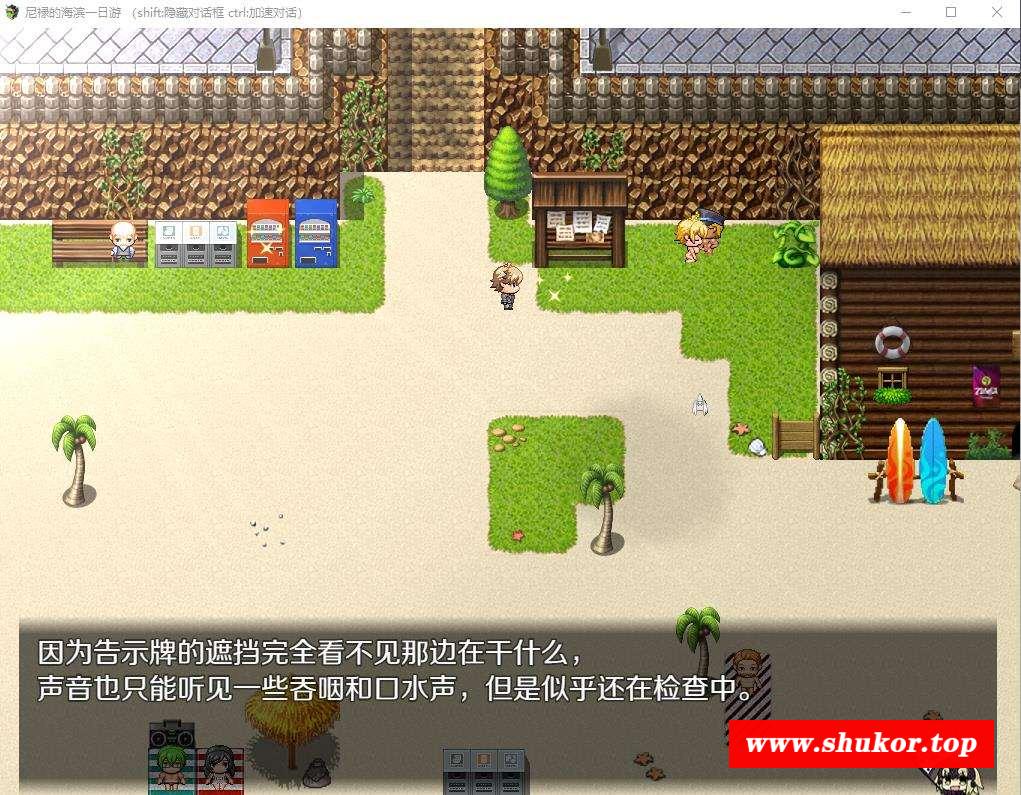 尼禄的海滨一日游 （shift:隐藏对话框 ctrl:加速对话）
因为告示牌的遮挡完全看不见那边在干什么，
声音也只能听见一些吞咽和口水声，但是似乎还在检查中。
www.shukor.top